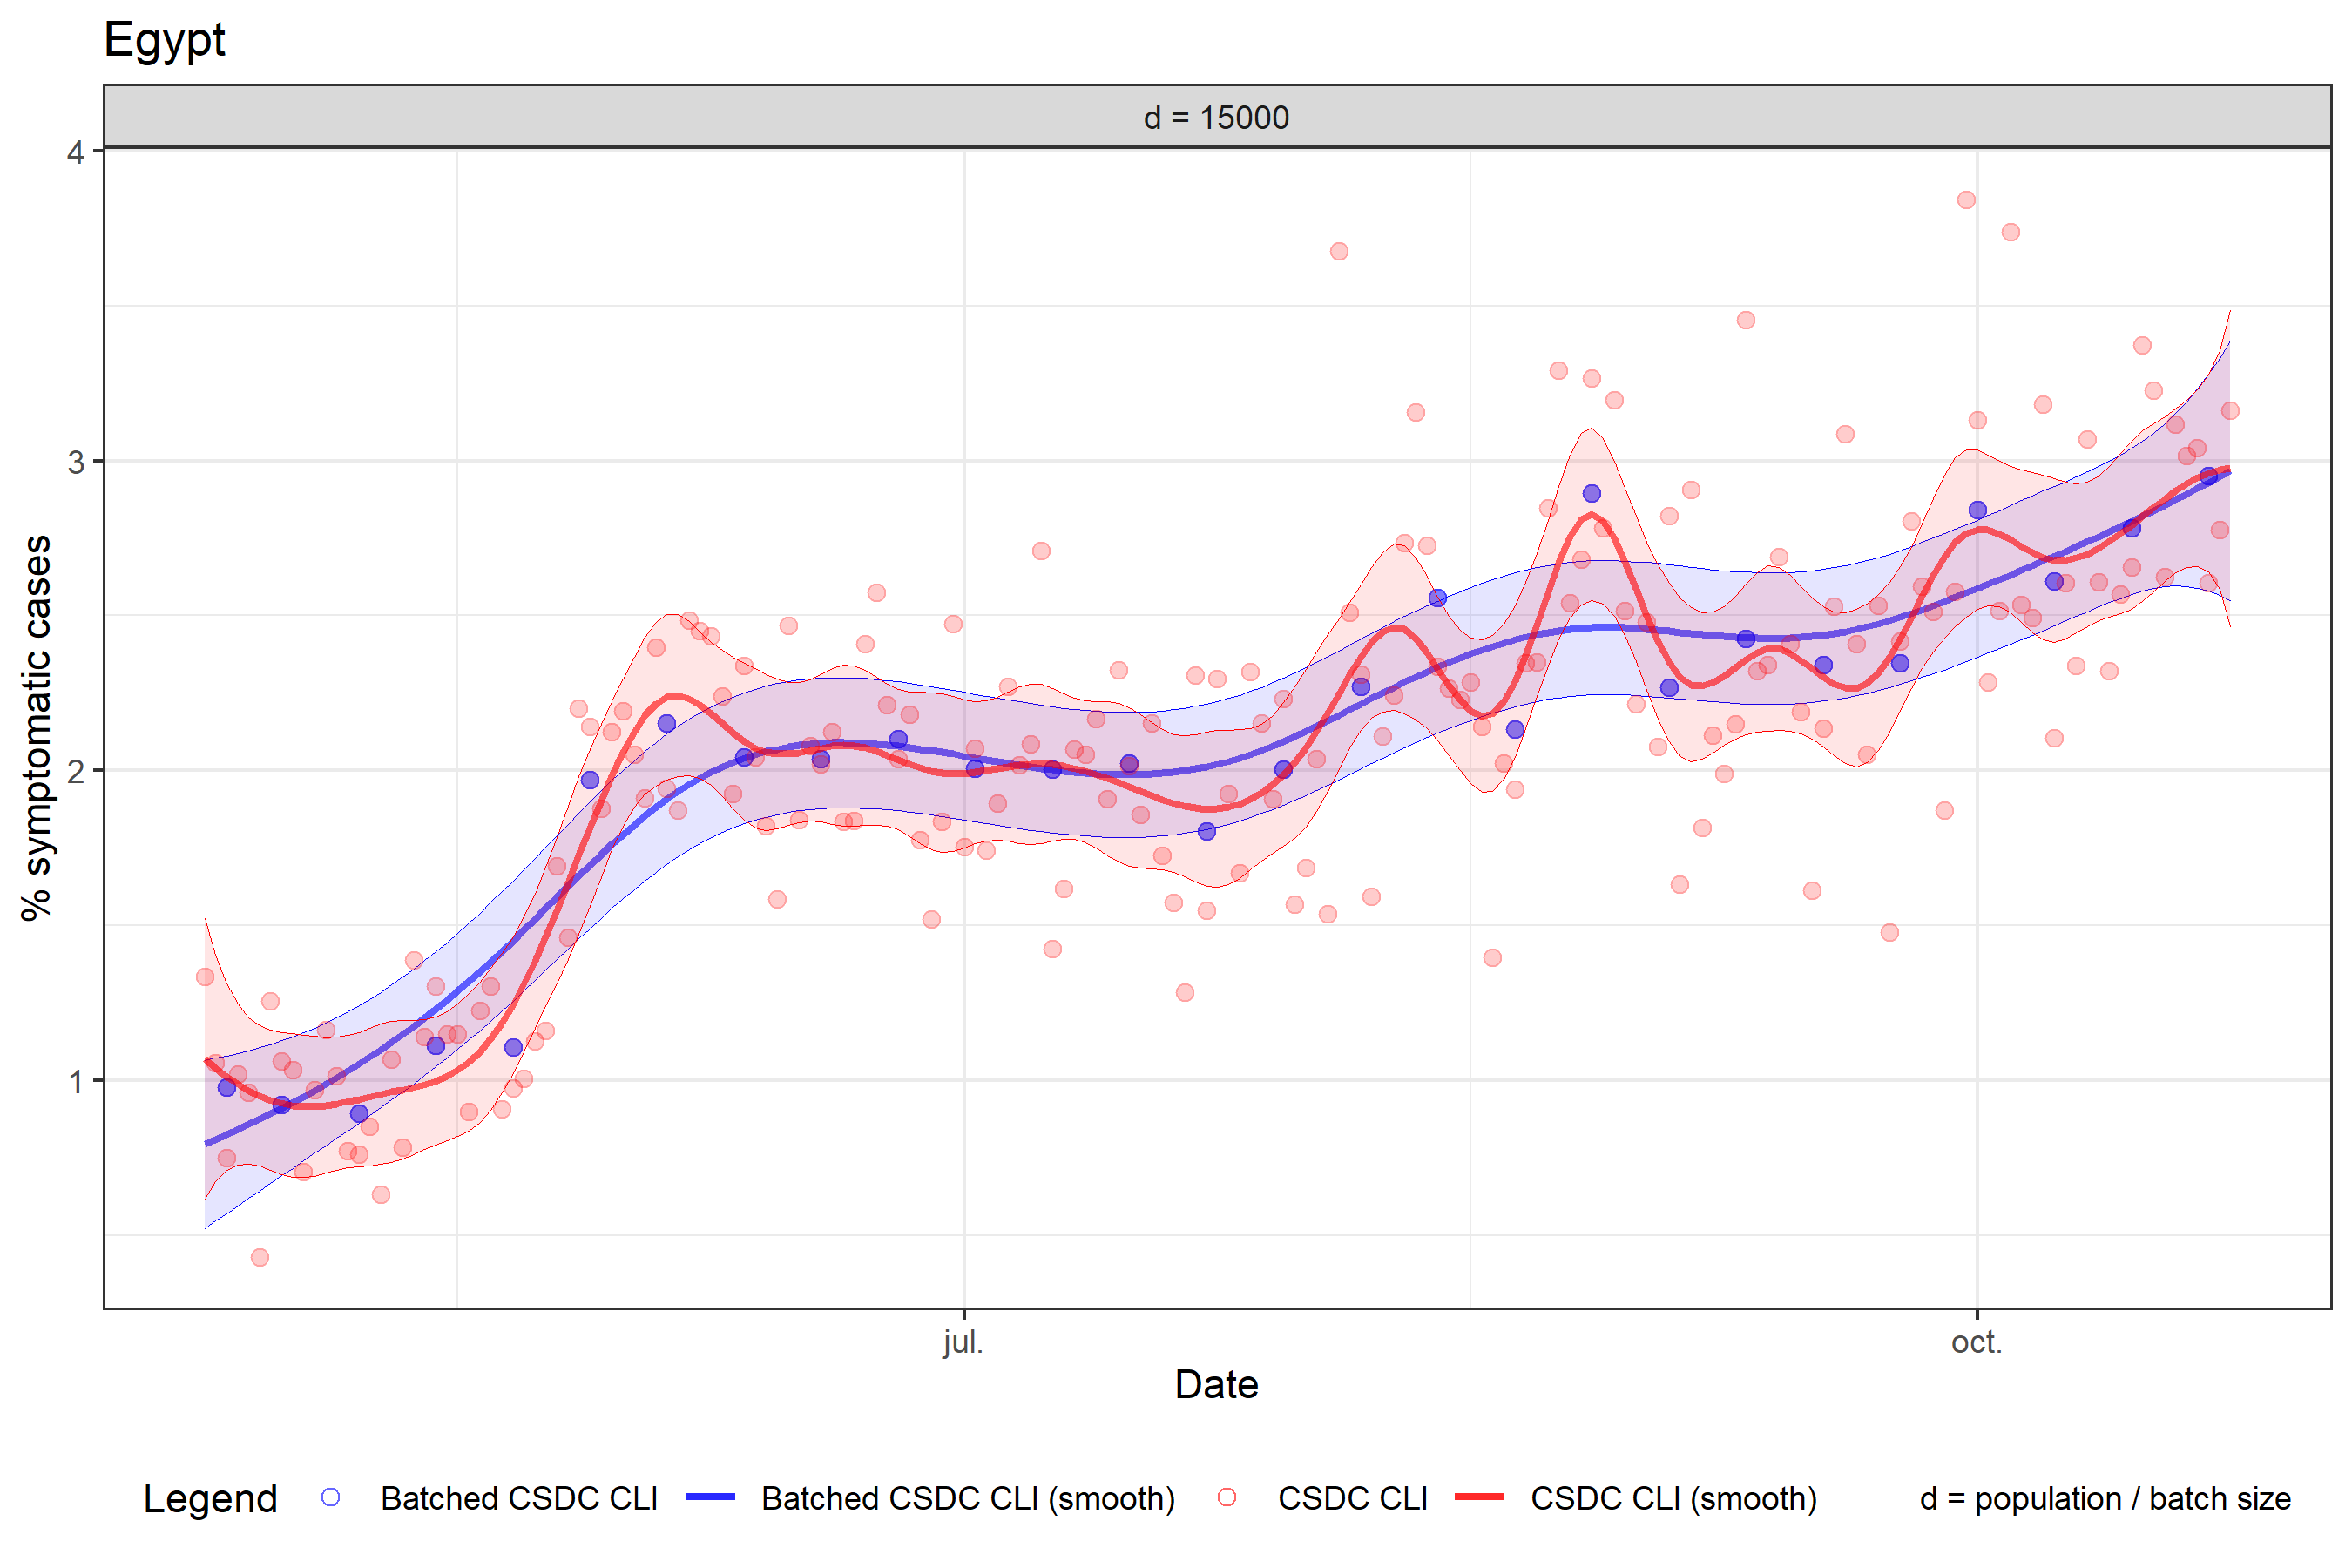 Egypt
d = 15000
4
3
2
1
% symptomatic cases
jul.
oct.
Date
Legend
Batched CSDC CLI
Batched CSDC CLI (smooth)
CSDC CLI
CSDC CLI (smooth)
d = population / batch size